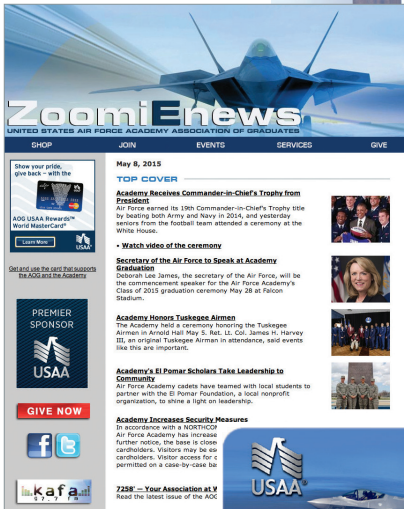 ZoomiEnews
UNITED STATES AIR FORCE ACADEMY ASSOCIATION OF GRADUATES
SHOP JOIN EVENTS SERVICES GIVE
Show your pride,
give back – with the
AOG USAA Rewards™
World MasterCard®
Learn More
USAA®
Get and use the card that supports
the AOG and the Academy
PREMIER
SPONSOR
USAA®
GIVE NOW
kafa
97.7 fm
May 8, 2015
TOP COVER
Academy Receives Commander-in-Chief's Trophy from
President
Air Force earned its 19th Commander-in-Chief's Trophy title
by beating both Army and Navy in 2014, and yesterday
seniors from the football team attended a ceremony at the
White House.
• Watch video of the ceremony
Secretary of the Air Force to Speak at Academy
Graduation
Deborah Lee James, the secretary of the Air Force, will be
the commencement speaker for the Air Force Academy's
Class of 2015 graduation ceremony May 28 at Falcon
Stadium.
Academy Honors Tuskegee Airmen
The Academy held a ceremony honoring the Tuskegee
Airmen in Arnold Hall May 5. Ret. Lt. Col. James H. Harvey
III, an original Tuskegee Airman in attendance, said events
like this are important.
Academy's El Pomar Scholars Take Leadership to
Community
Air Force Academy cadets have teamed with local students to
partner with the El Pomar Foundation, a local nonprofit
organization, to shine a light on leadership.
Academy Increases Security Measures
In accordance with a NORTHCOM
Air Force Academy has increase
further notice, the base is close
cardholders. Visitors may be es
cardholders. Visitor access for c
permitted on a case-by-case ba
7258' — Your Association at W
Read the latest issue of the AOG
USAA®